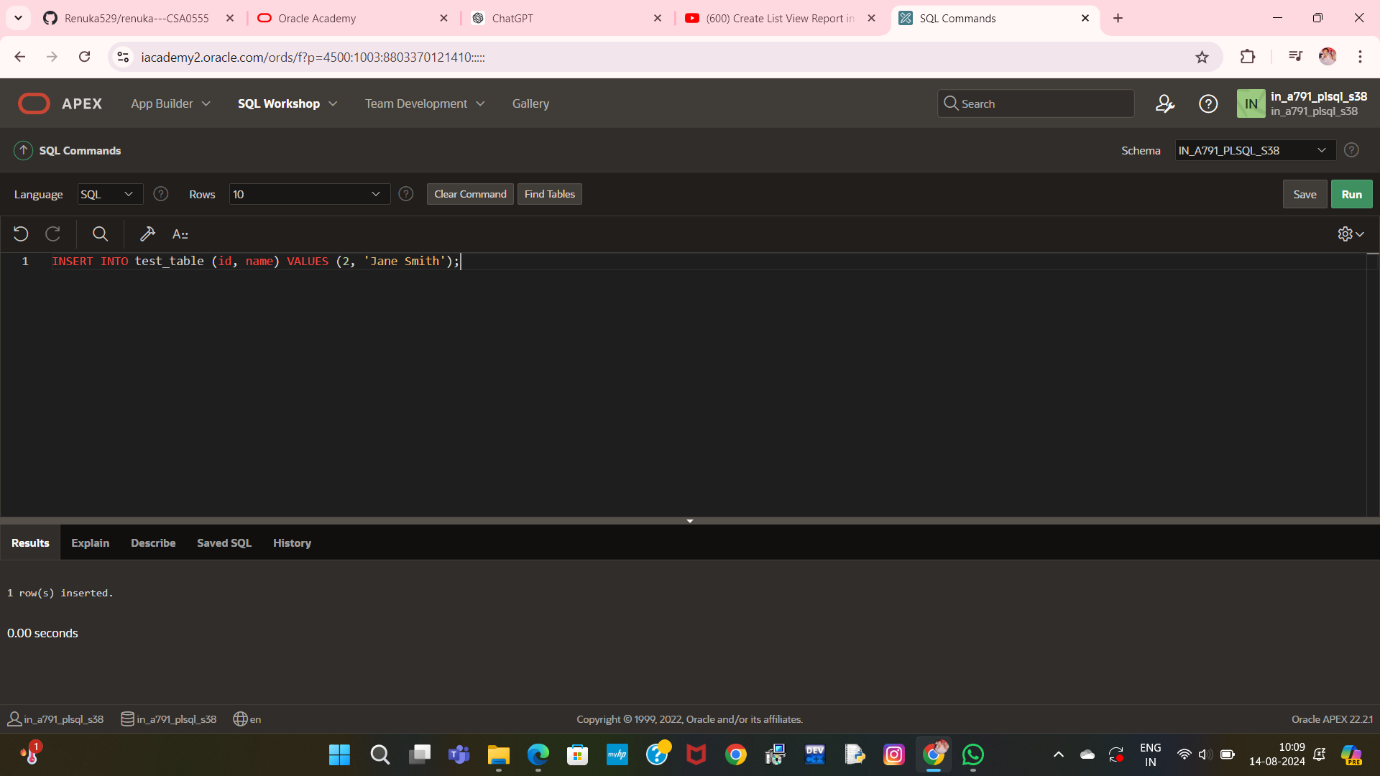 Renuka529/renuka---CSA0555
Oracle Academy
ChatGPT
(600) Create List View Report in
SQL Commands
iacademy2.oracle.com/ords/f?p=4500:1003:8803370121410:::::
APEX
App Builder
SQL Workshop
Team Development
Gallery
Search
IN
in_a791_plsql_s38
in_a791_plsql_s38
SQL Commands
Schema
IN_A791_PLSQL_S38
Language
SQL
Rows
10
Clear Command
Find Tables
Save
Run
1 INSERT INTO test_table (id, name) VALUES (2, 'Jane Smith');
Results
Explain
Describe
Saved SQL
History
1 row(s) inserted.
0.00 seconds
in_a791_plsql_s38
in_a791_plsql_s38
en
Copyright © 1999, 2022, Oracle and/or its affiliates.
Oracle APEX 22.2.1
1
myhp
DEV
ENG
IN
10:09
14-08-2024
PRE